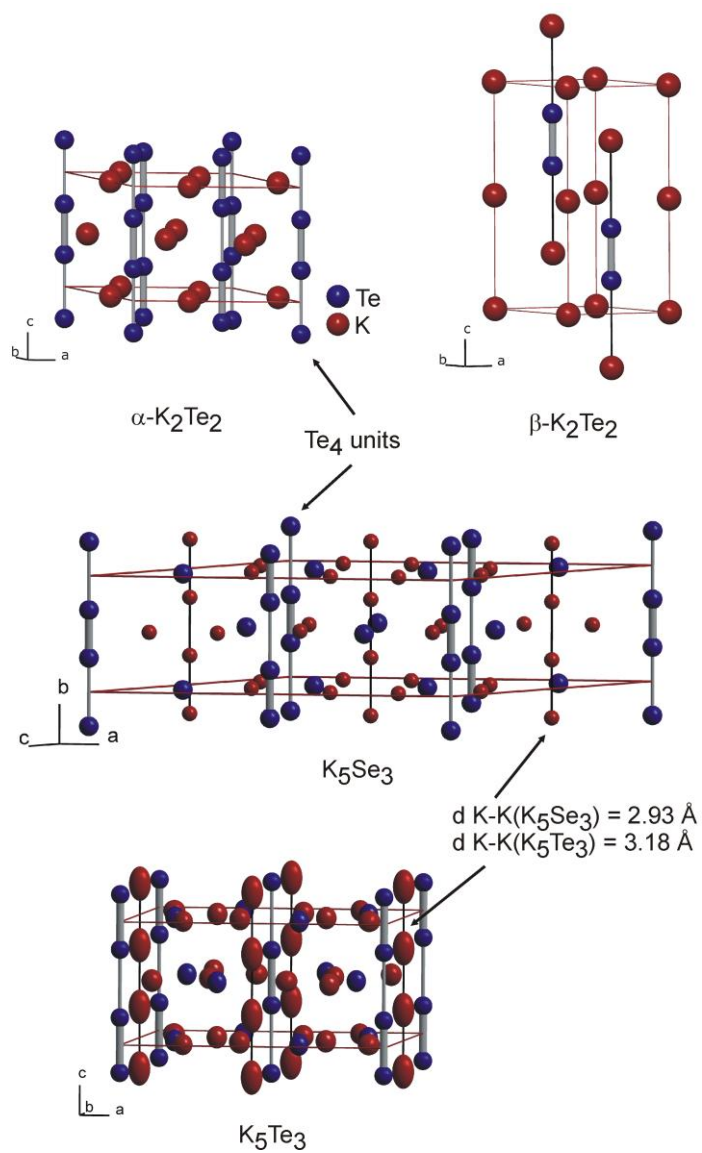 Te
K
c
b a
α-K2Te2
c
b a
β-K2Te2
Te4 units
b
c a
K5Se3
d K-K(K5Se3) = 2.93 Å
d K-K(K5Te3) = 3.18 Å
c
b a
K5Te3